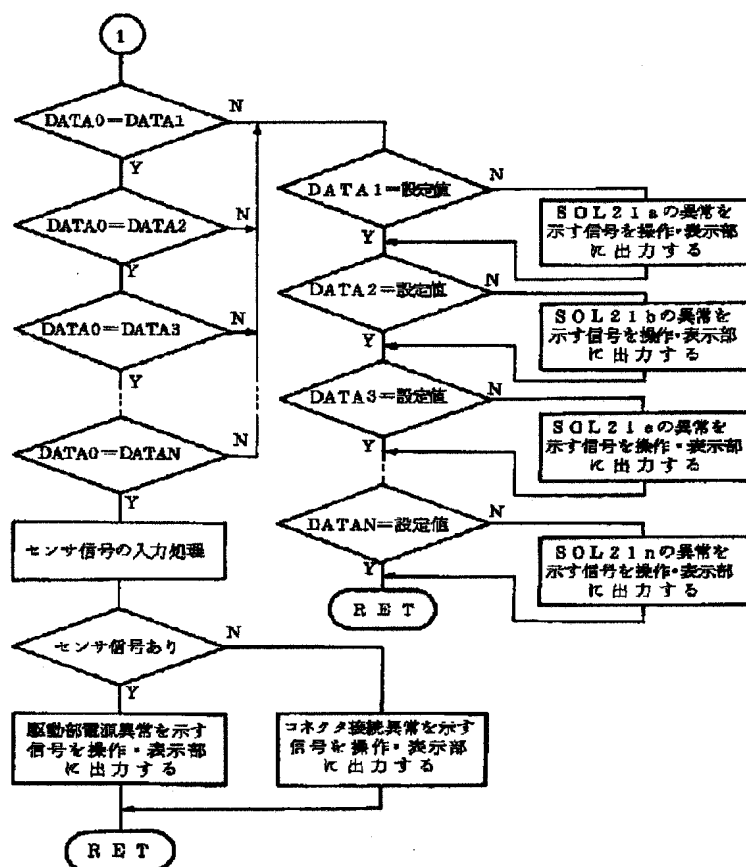 1
DATA0=DATA1
N
Y
DATA0=DATA2
N
Y
DATA0=DATA3
N
Y
DATA0=DATAN
N
Y
センサ信号の入力処理
センサ信号あり
N
Y
駆動部電源異常を示す
信号を操作・表示部
に出力する
コネクタ接続異常を示す
信号を操作・表示部
に出力する
RET
DATA1=設定値
N
Y
SOL21aの異常を
示す信号を操作・表示部
に出力する
DATA2=設定値
N
Y
SOL21bの異常を
示す信号を操作・表示部
に出力する
DATA3=設定値
N
Y
SOL21cの異常を
示す信号を操作・表示部
に出力する
DATAN=設定値
N
Y
SOL21nの異常を
示す信号を操作・表示部
に出力する
RET